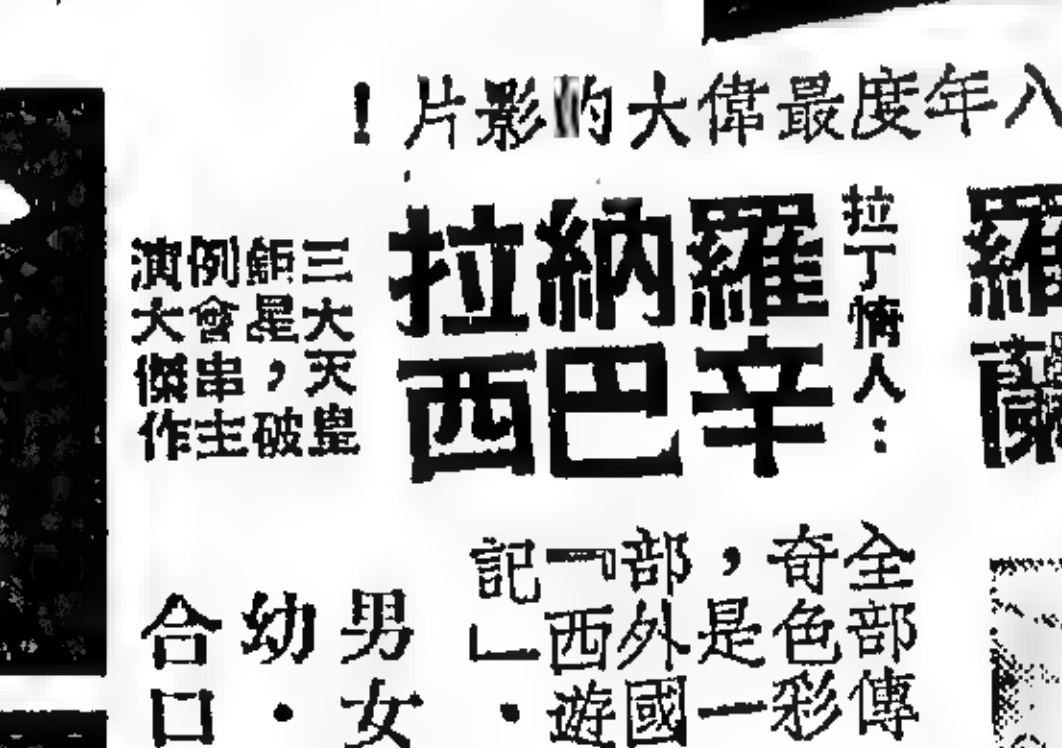 年度最偉大的影片！
拉丁情人：
羅辛
納巴
拉西
三大天皇
鉅星，破
例會串主
演大傑作
全部傳
奇色彩
，是一
部外國
「西遊
記」・
男女
幼・
合口